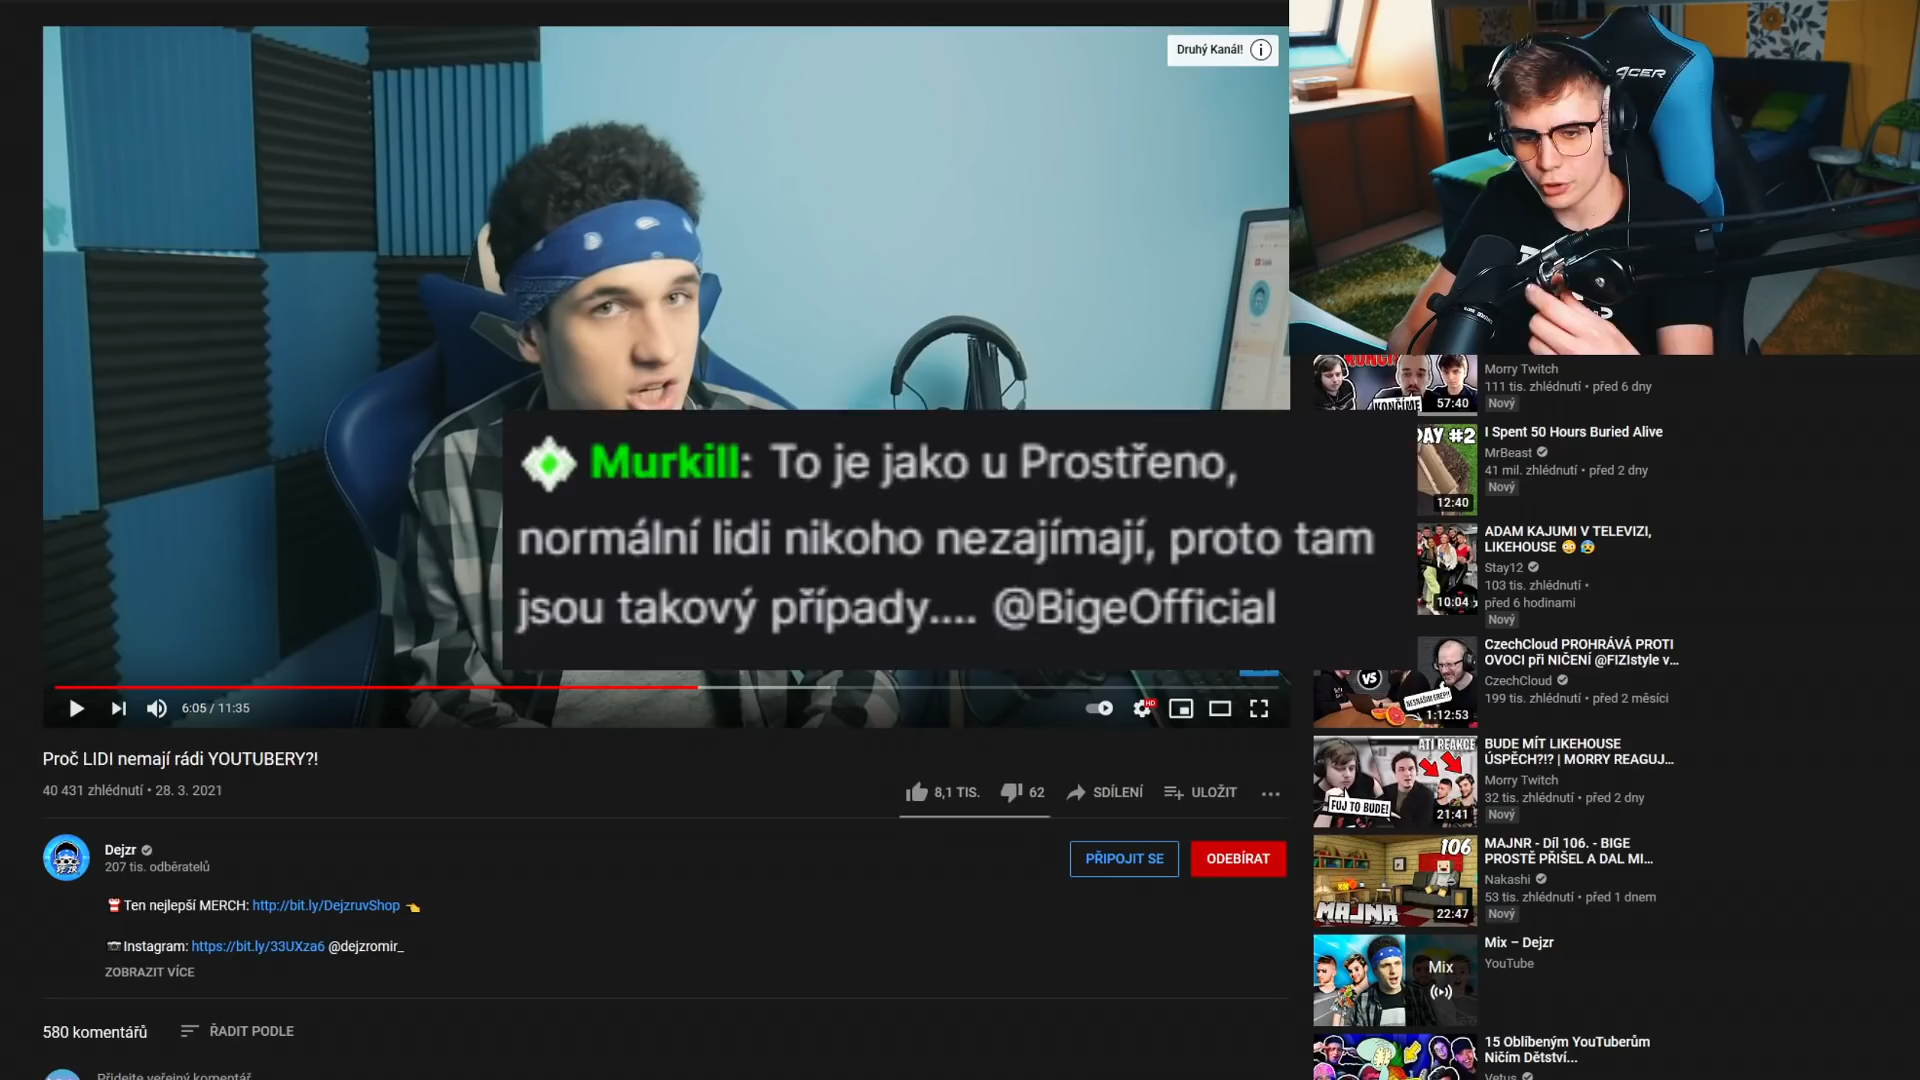 Druhý Kanál!
ACER
Murkill: To je jako u Prostřeno,
normální lidi nikoho nezajímají, proto tam
jsou takový případy.... @BigeOfficial
6:05 / 11:35
HD
Proč LIDI nemají rádi YOUTUBERY?!
40 431 zhlédnutí • 28. 3. 2021
8,1 TIS.
62
SDÍLENÍ
ULOŽIT
Dejzr
207 tis. odběratelů
PŘIPOJIT SE
ODEBÍRAT
Ten nejlepší MERCH: http://bit.ly/DejzruvShop
Instagram: https://bit.ly/33UXza6 @dejzromir_
ZOBRAZIT VÍCE
580 komentářů
ŘADIT PODLE
Přidejte veřejný komentář
KONČÍME
57:40
Morry Twitch
111 tis. zhlédnutí • před 6 dny
Nový
DAY #2
12:40
I Spent 50 Hours Buried Alive
MrBeast
41 mil. zhlédnutí • před 2 dny
Nový
10:04
ADAM KAJUMI V TELEVIZI,
LIKEHOUSE
Stay12
103 tis. zhlédnutí •
před 6 hodinami
Nový
VS
1:12:53
CzechCloud PROHRÁVÁ PROTI
OVOCI při NIČENÍ @FIZIstyle v...
CzechCloud
199 tis. zhlédnutí • před 2 měsíci
ATI REAKCE
FUJ TO BUDE!
21:41
BUDE MÍT LIKEHOUSE
ÚSPĚCH?!? | MORRY REAGUJ...
Morry Twitch
32 tis. zhlédnutí • před 2 dny
Nový
106
MAJNR
22:47
MAJNR - Díl 106. - BIGE
PROSTĚ PŘIŠEL A DAL MI...
Nakashi
53 tis. zhlédnutí • před 1 dnem
Nový
Mix
Mix – Dejzr
YouTube
15 Oblíbeným YouTuberům
Ničím Dětství...
Vetus